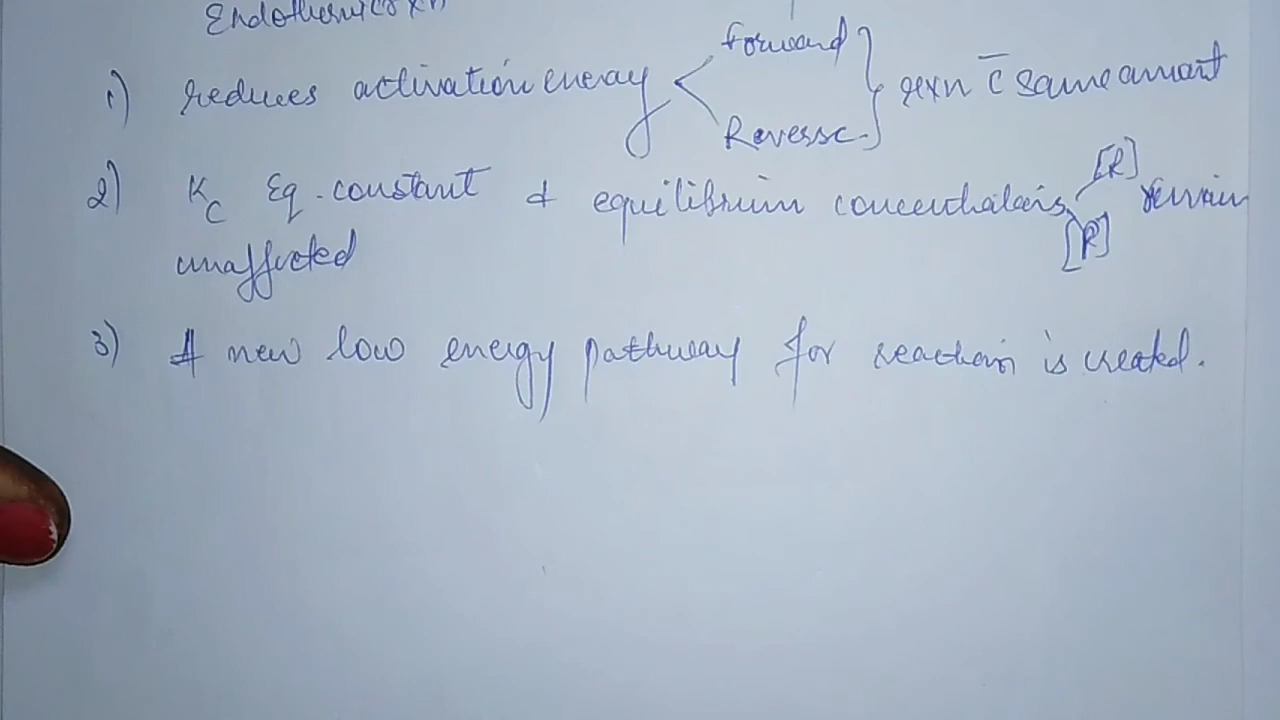 Endothermic rxn
1) reduces activation energy < Forward Reverse } rxn c̄ same amount
2) Kc Eq. constant & equilibrium concentrations [R] [P] remain
unaffected
3) A new low energy pathway for reaction is created.